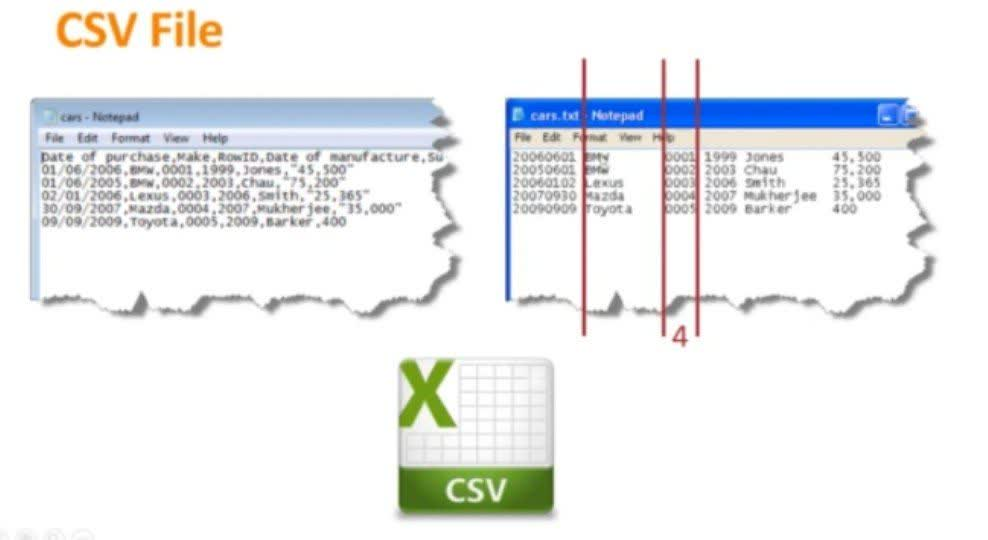 CSV File
cars - Notepad
File Edit Format View Help
Date of purchase,Make,RowID,Date of manufacture,Su
01/06/2006,BMW,0001,1999,Jones,"45,500"
01/06/2005,BMW,0002,2003,Chau,"75,200"
02/01/2006,Lexus,0003,2006,Smith,"25,365"
30/09/2007,Mazda,0004,2007,Mukherjee,"35,000"
09/09/2009,Toyota,0005,2009,Barker,400
cars.txt - Notepad
File Edit Format View Help
20060601 BMW 0001 1999 Jones 45,500
20050601 BMW 0002 2003 Chau 75,200
20060102 Lexus 0003 2006 Smith 25,365
20070930 Mazda 0004 2007 Mukherjee 35,000
20090909 Toyota 0005 2009 Barker 400
4
X
CSV